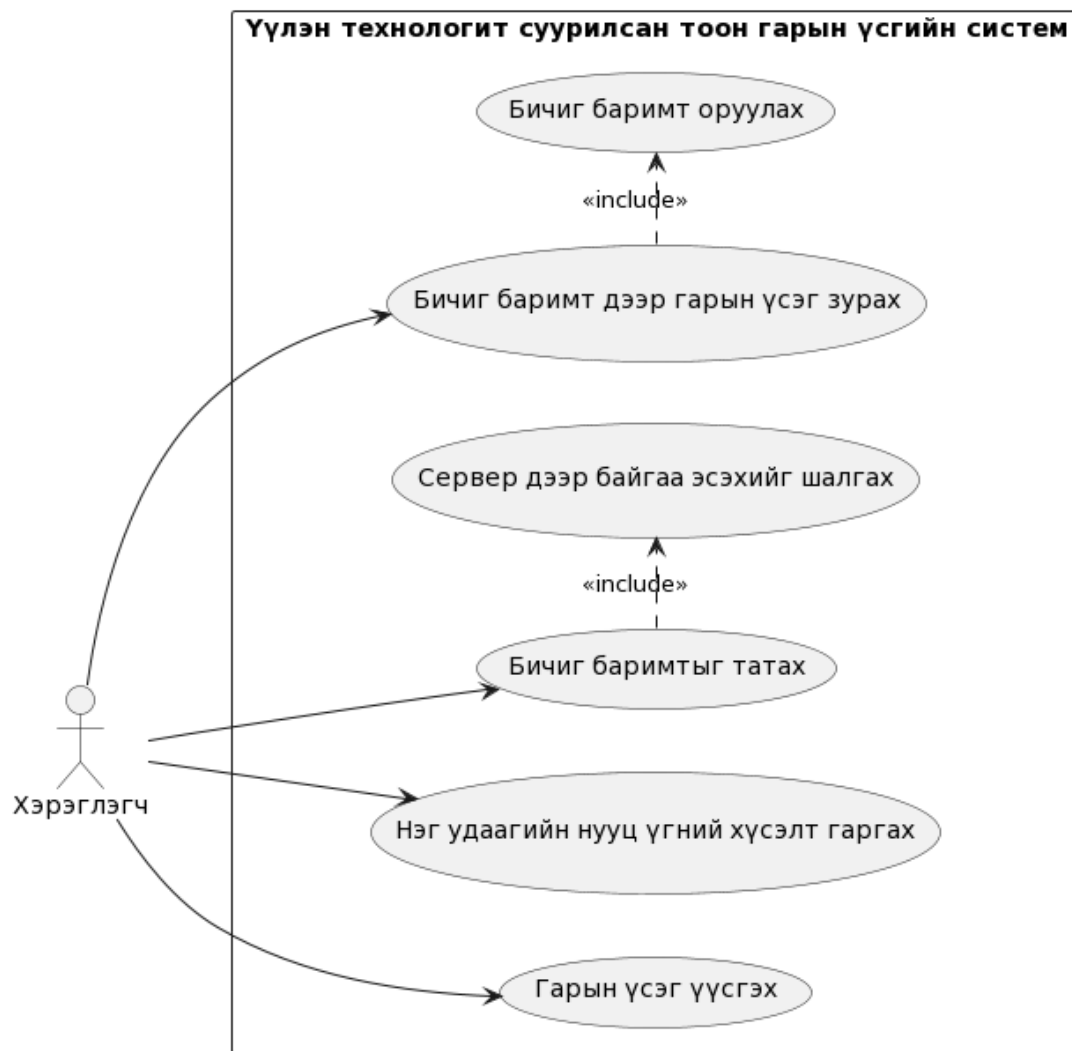 Үүлэн технологит суурилсан тоон гарын үсгийн систем
Бичиг баримт оруулах
«include»
Бичиг баримт дээр гарын үсэг зурах
Сервер дээр байгаа эсэхийг шалгах
«include»
Бичиг баримтыг татах
Хэрэглэгч
Нэг удаагийн нууц үгний хүсэлт гаргах
Гарын үсэг үүсгэх